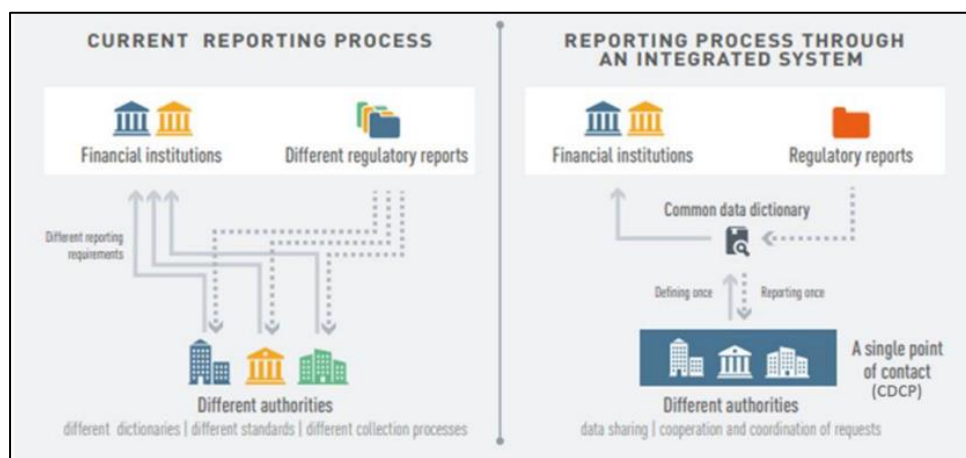 CURRENT REPORTING PROCESS
Financial institutions
Different regulatory reports
Different reporting
requirements
Different authorities
different dictionaries | different standards | different collection processes
REPORTING PROCESS THROUGH
AN INTEGRATED SYSTEM
Financial institutions
Regulatory reports
Common data dictionary
Defining once
Reporting once
A single point
of contact
(CDCP)
Different authorities
data sharing | cooperation and coordination of requests